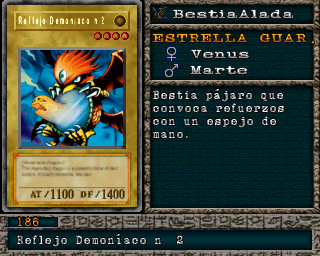 Reflejo Demoníaco n 2
AT/1100 DF/1400
BestiaAlada
ESTRELLA GUAR.
♀ Venus
♂ Marte
Bestia pájaro que
convoca refuerzos
con un espejo de
mano.
186
Reflejo Demoníaco n 2